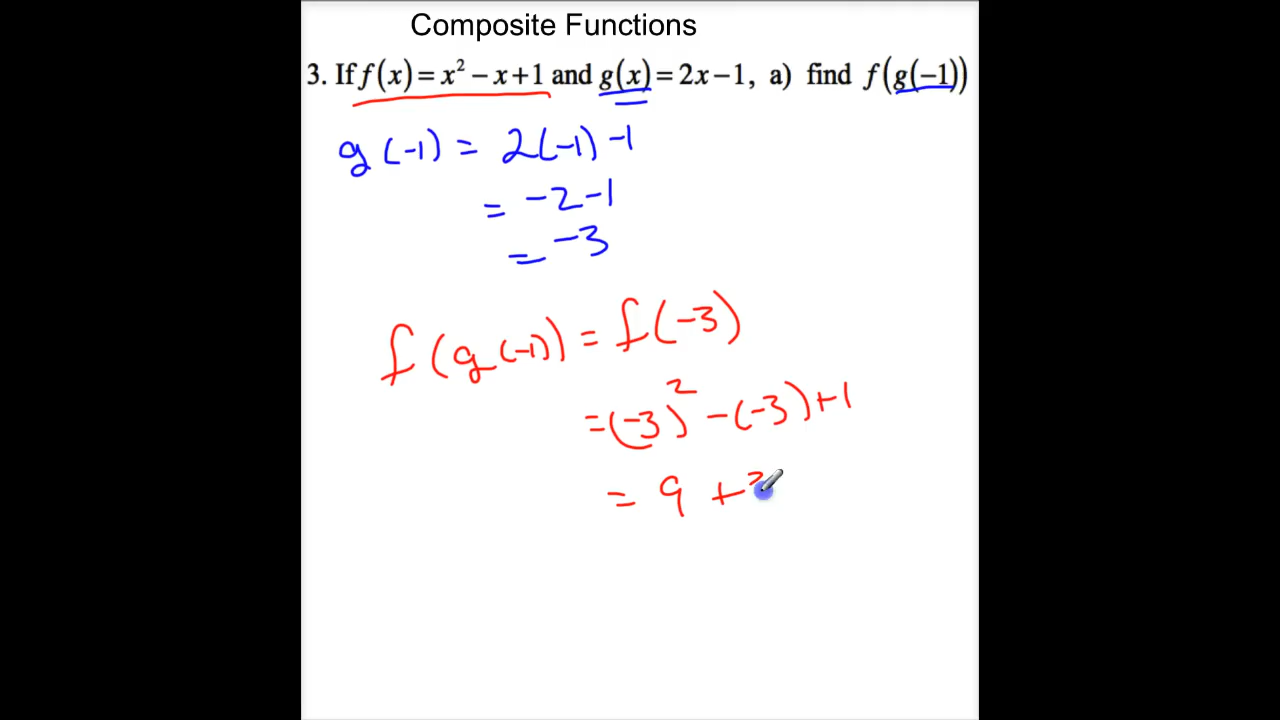 Composite Functions
3. If f(x) = x² − x + 1 and g(x) = 2x − 1, a) find f(g(−1))
g(-1) = 2(-1) -1
= -2 -1
= -3
f(g(-1)) = f(-3)
= (-3)² - (-3) + 1
= 9 +